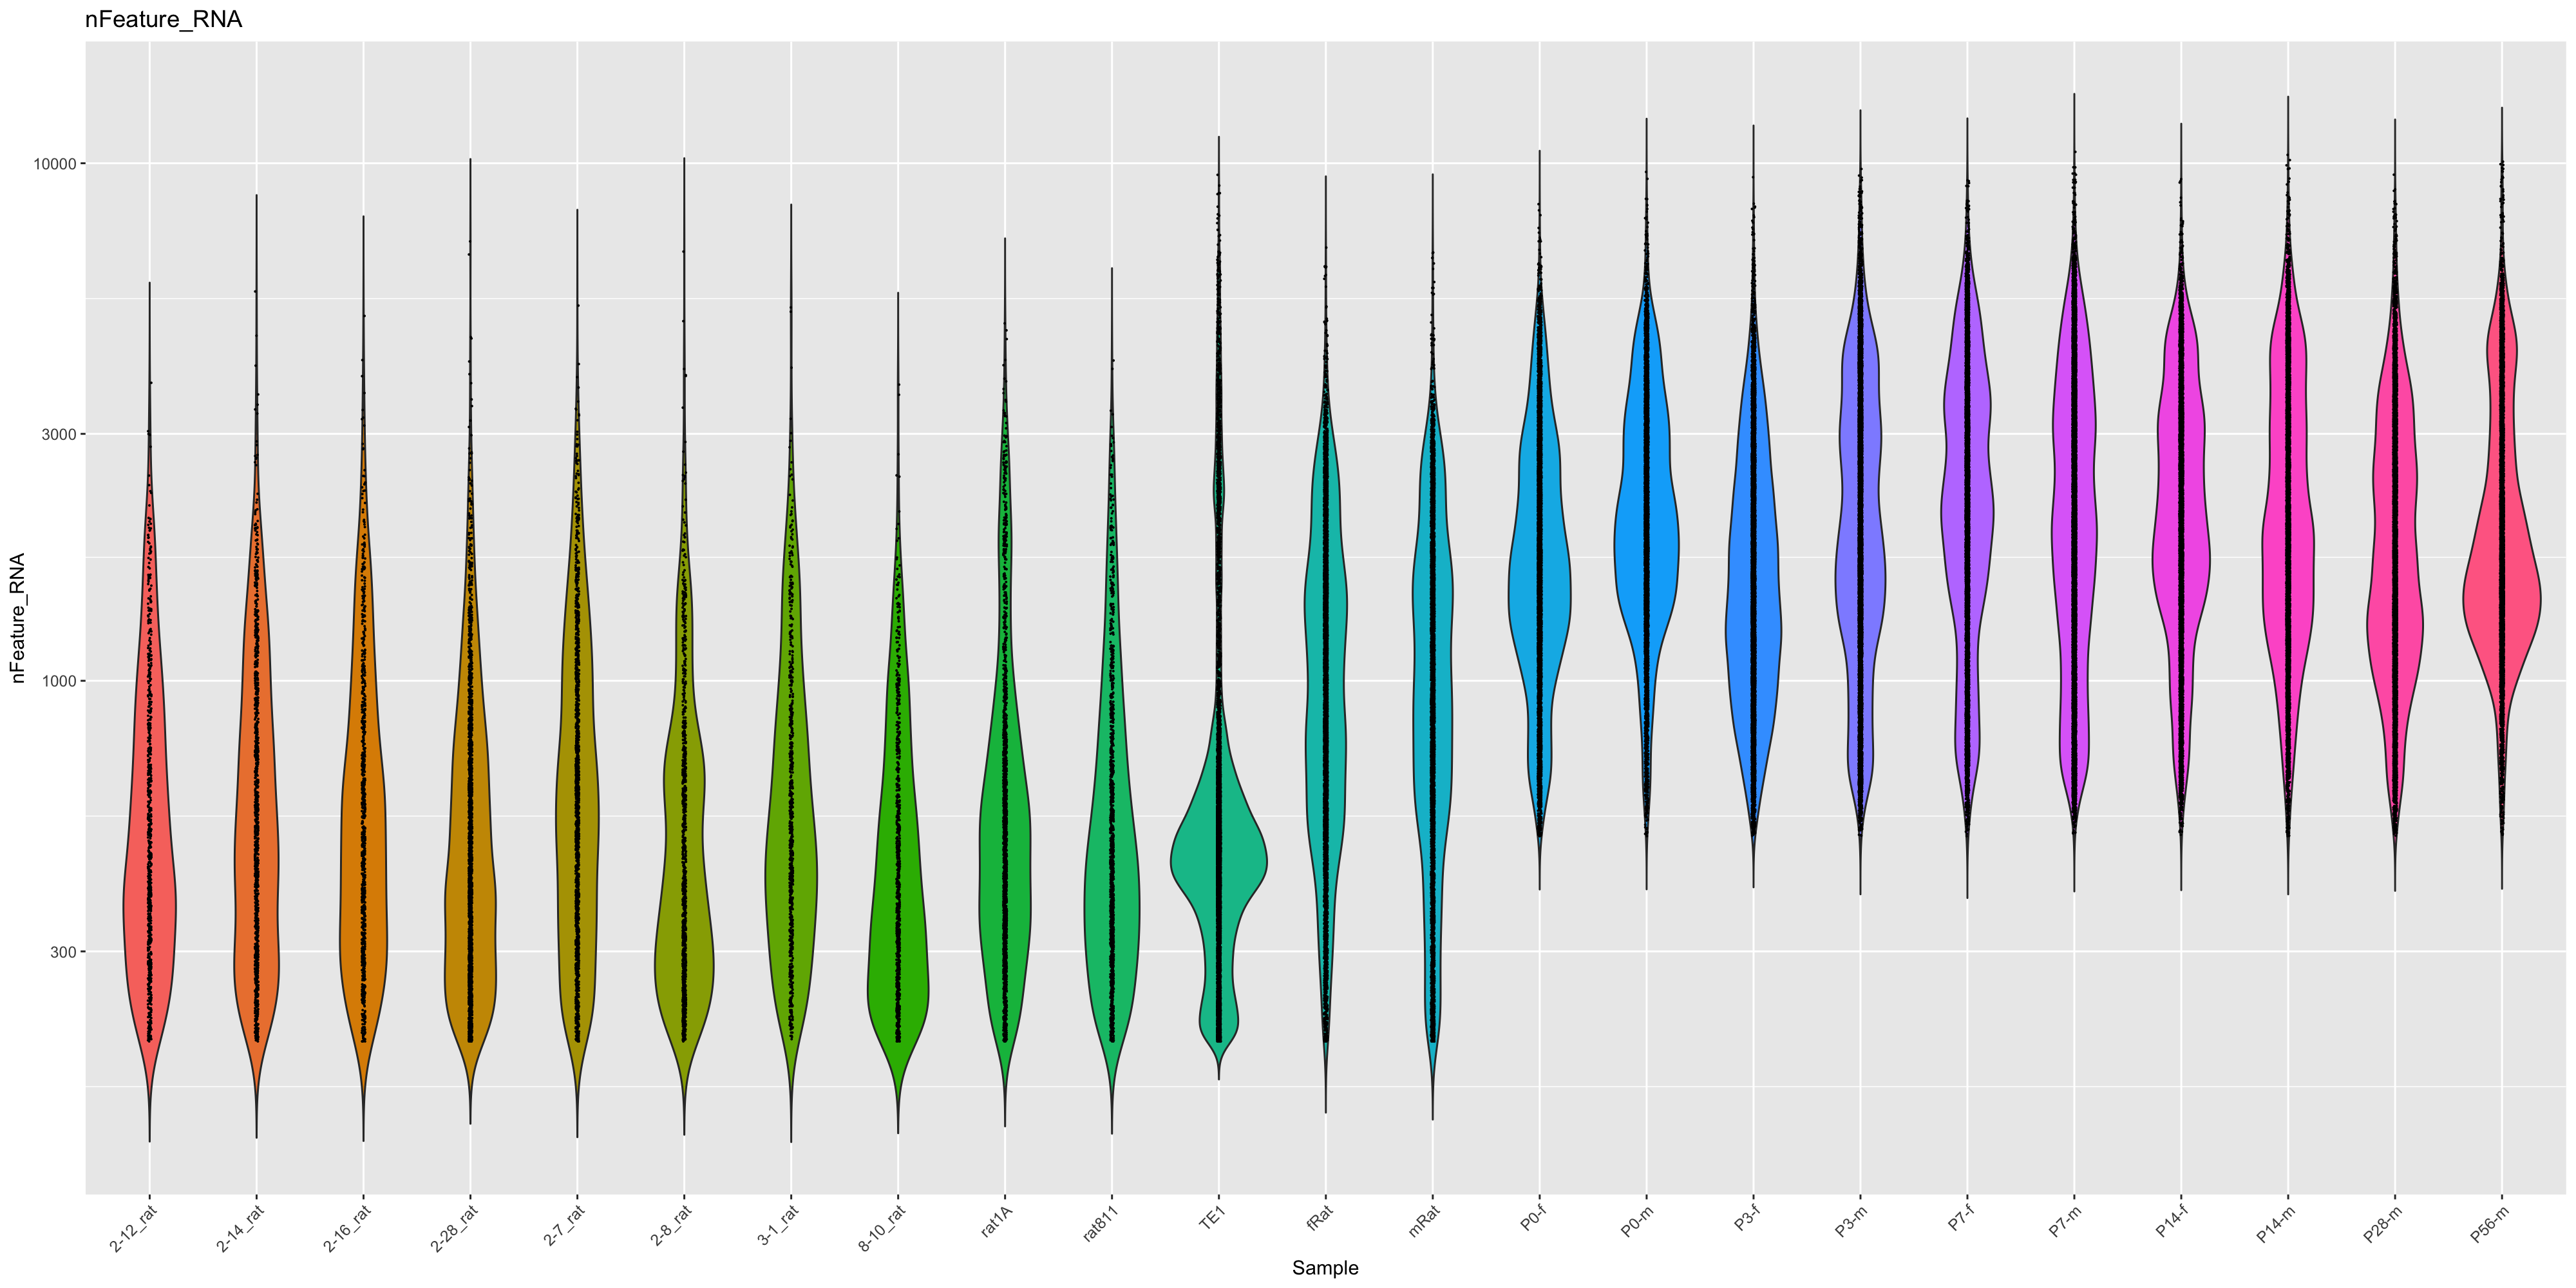 nFeature_RNA
10000
3000
1000
300
nFeature_RNA
2-12_rat
2-14_rat
2-16_rat
2-28_rat
2-7_rat
2-8_rat
3-1_rat
8-10_rat
rat1A
rat811
TE1
fRat
mRat
P0-f
P0-m
P3-f
P3-m
P7-f
P7-m
P14-f
P14-m
P28-m
P56-m
Sample